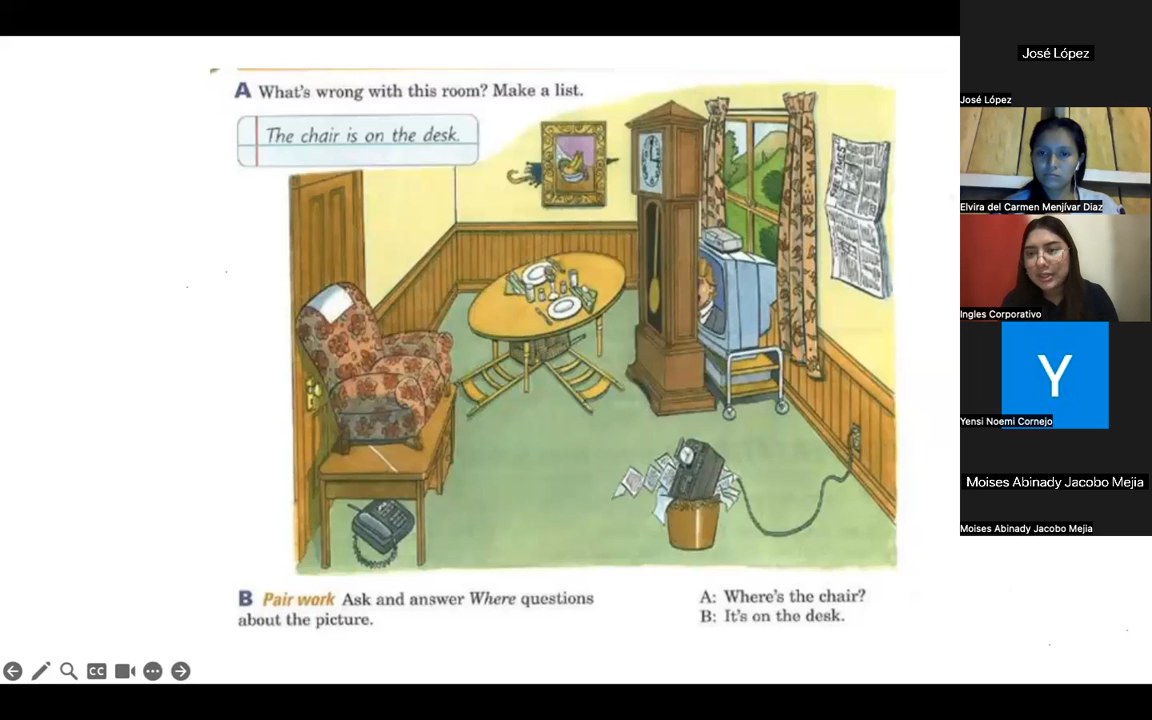 A What's wrong with this room? Make a list.
The chair is on the desk.
B Pair work Ask and answer Where questions
about the picture.
A: Where's the chair?
B: It's on the desk.
CC
José López
José López
Elvira del Carmen Menjívar Diaz
Ingles Corporativo
Y
Yensi Noemi Cornejo
Moises Abinady Jacobo Mejia
Moises Abinady Jacobo Mejia